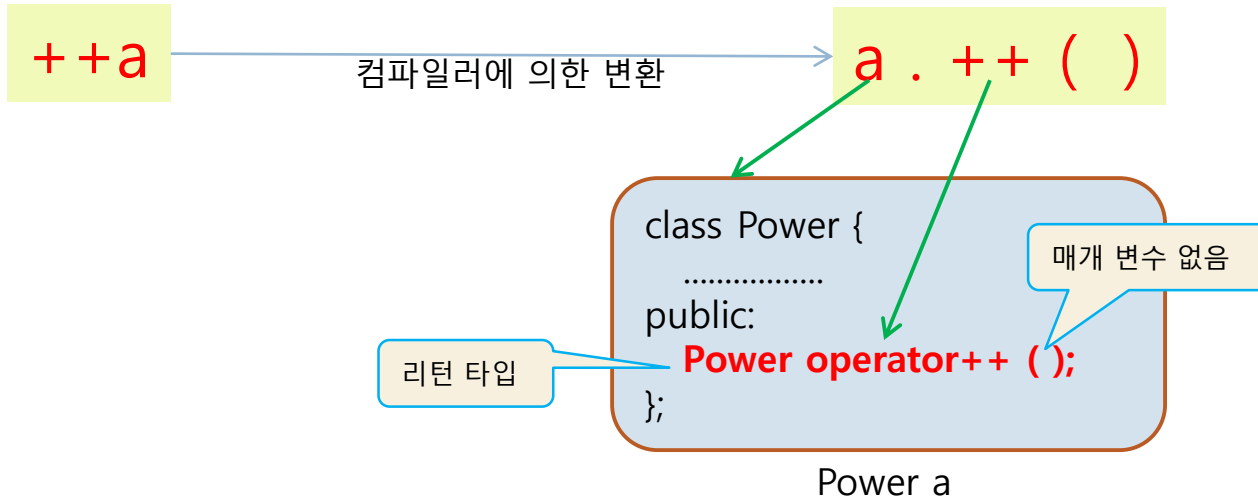 ++a
컴파일러에 의한 변환
a . ++ ( )
class Power {
.................
매개 변수 없음
public:
리턴 타입
Power operator++ ( );
};
Power a